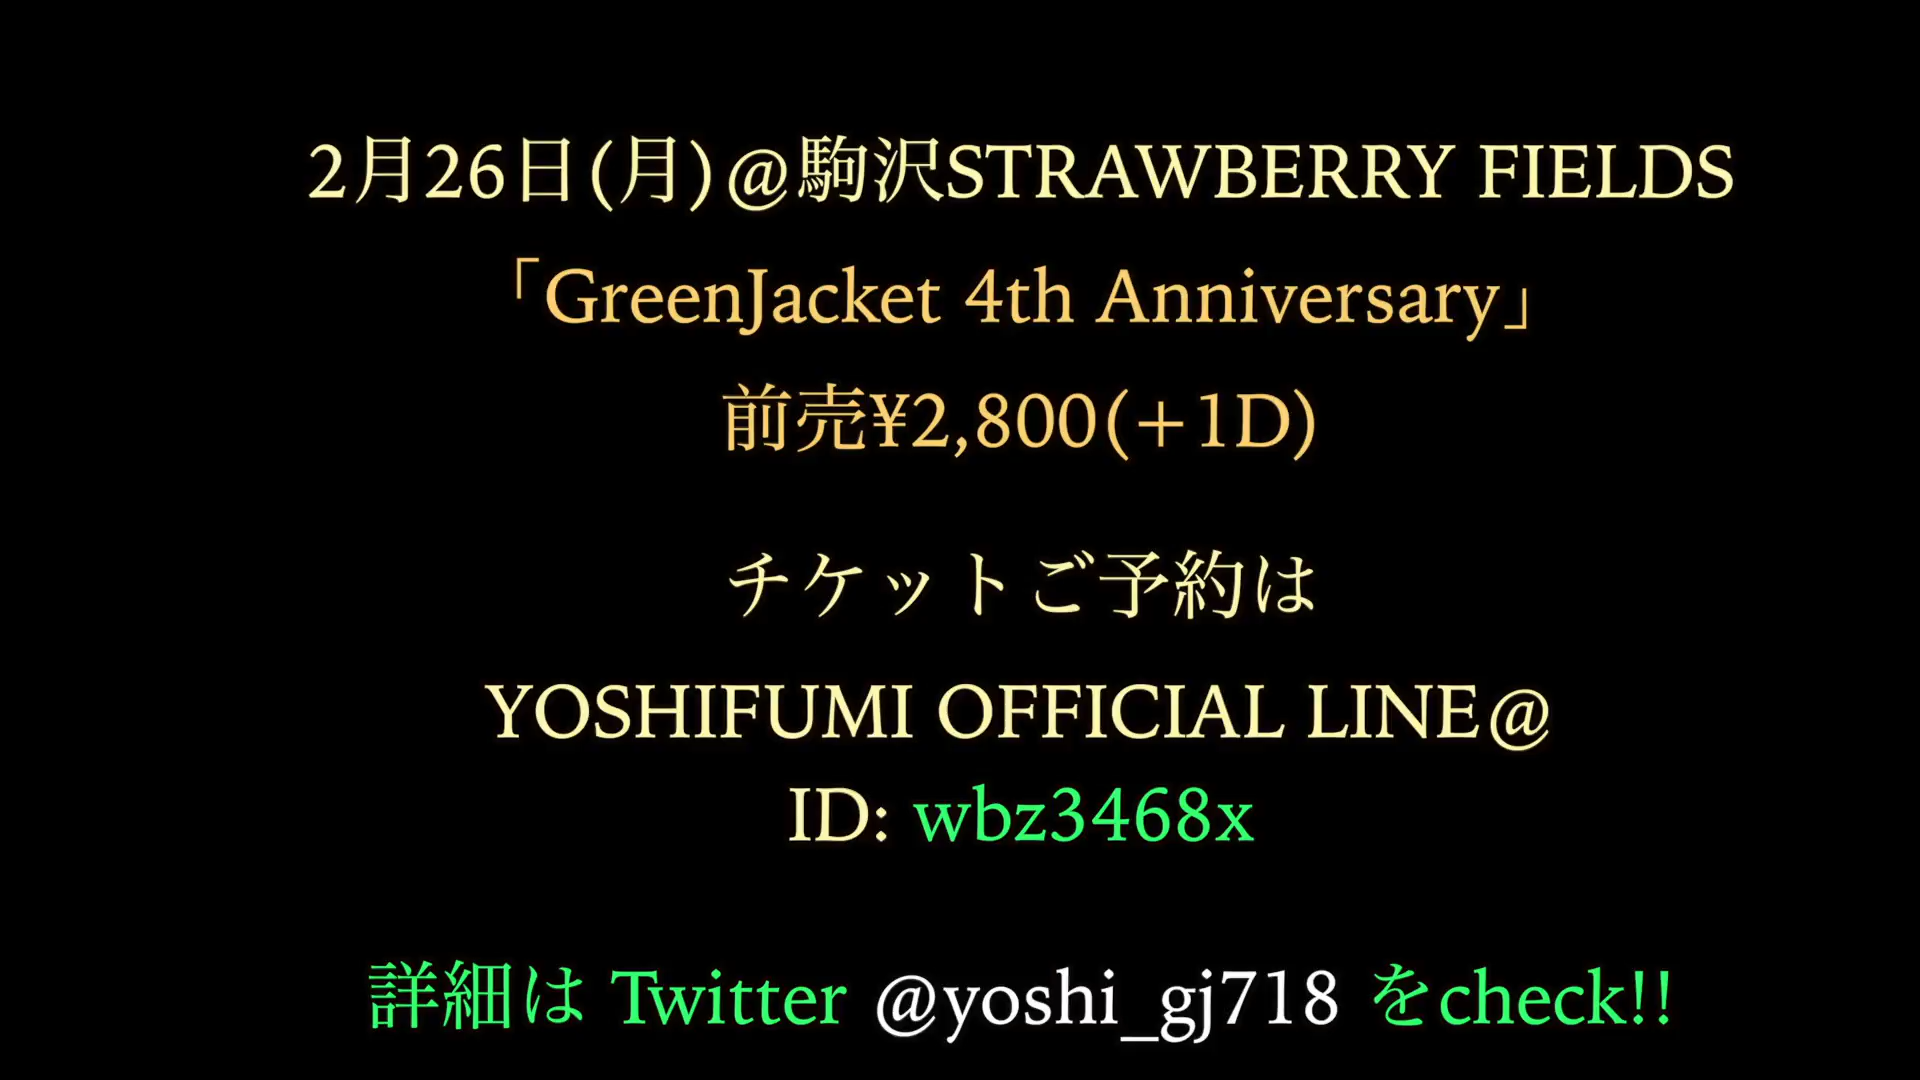 2月26日(月)@駒沢STRAWBERRY FIELDS
「GreenJacket 4th Anniversary」
前売¥2,800(+1D)
チケットご予約は
YOSHIFUMI OFFICIAL LINE@
ID: wbz3468x
詳細は Twitter @yoshi_gj718 をcheck!!